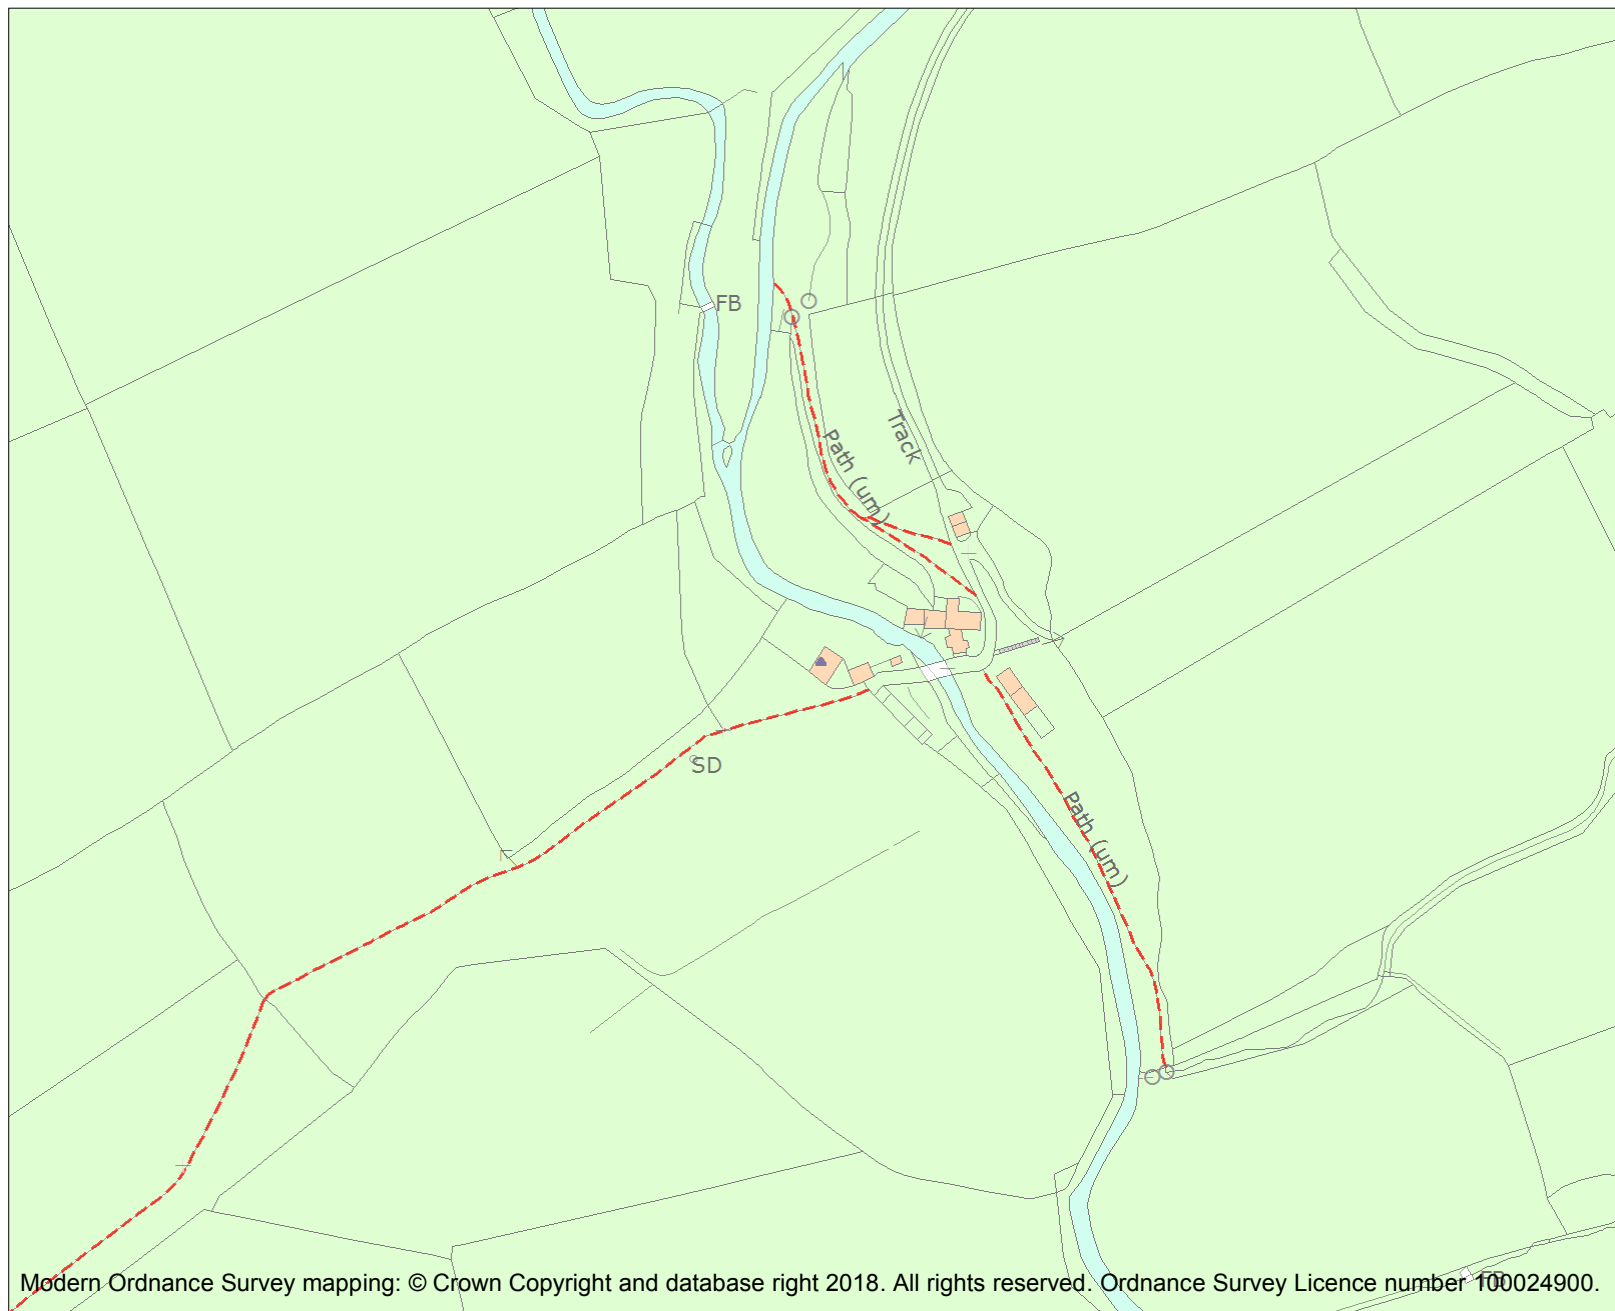 FB
Track
Path (um)
SD
Path (um)
FB
Modern Ordnance Survey mapping: © Crown Copyright and database right 2018. All rights reserved. Ordnance Survey Licence number 100024900.